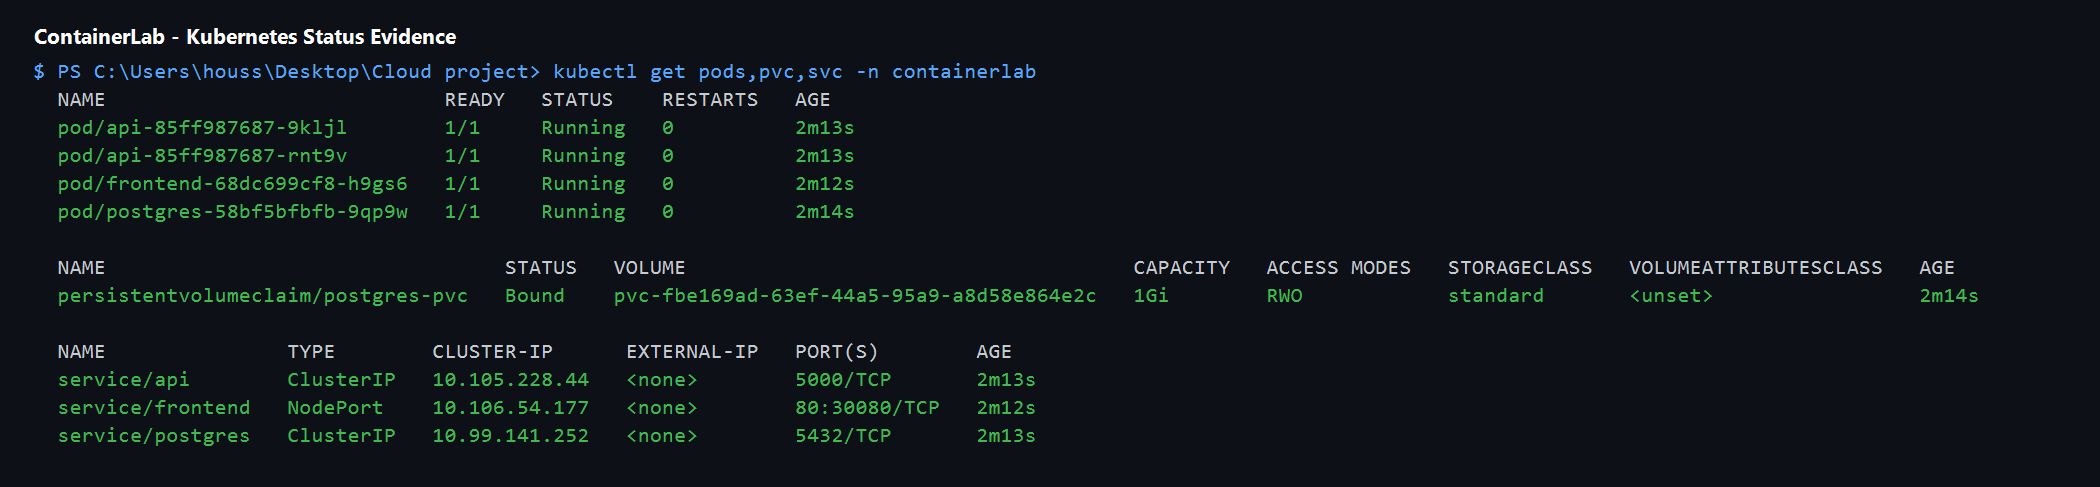 ContainerLab - Kubernetes Status Evidence
$ PS C:\Users\houss\Desktop\Cloud project> kubectl get pods,pvc,svc -n containerlab
NAME                            READY   STATUS    RESTARTS   AGE
pod/api-85ff987687-9kljl        1/1     Running   0          2m13s
pod/api-85ff987687-rnt9v        1/1     Running   0          2m13s
pod/frontend-68dc699cf8-h9gs6   1/1     Running   0          2m12s
pod/postgres-58bf5bfbfb-9qp9w   1/1     Running   0          2m14s
NAME                                 STATUS   VOLUME                                     CAPACITY   ACCESS MODES   STORAGECLASS   VOLUMEATTRIBUTESCLASS   AGE
persistentvolumeclaim/postgres-pvc   Bound    pvc-fbe169ad-63ef-44a5-95a9-a8d58e864e2c   1Gi        RWO            standard       <unset>                 2m14s
NAME               TYPE        CLUSTER-IP      EXTERNAL-IP   PORT(S)        AGE
service/api        ClusterIP   10.105.228.44   <none>        5000/TCP       2m13s
service/frontend   NodePort    10.106.54.177   <none>        80:30080/TCP   2m12s
service/postgres   ClusterIP   10.99.141.252   <none>        5432/TCP       2m13s